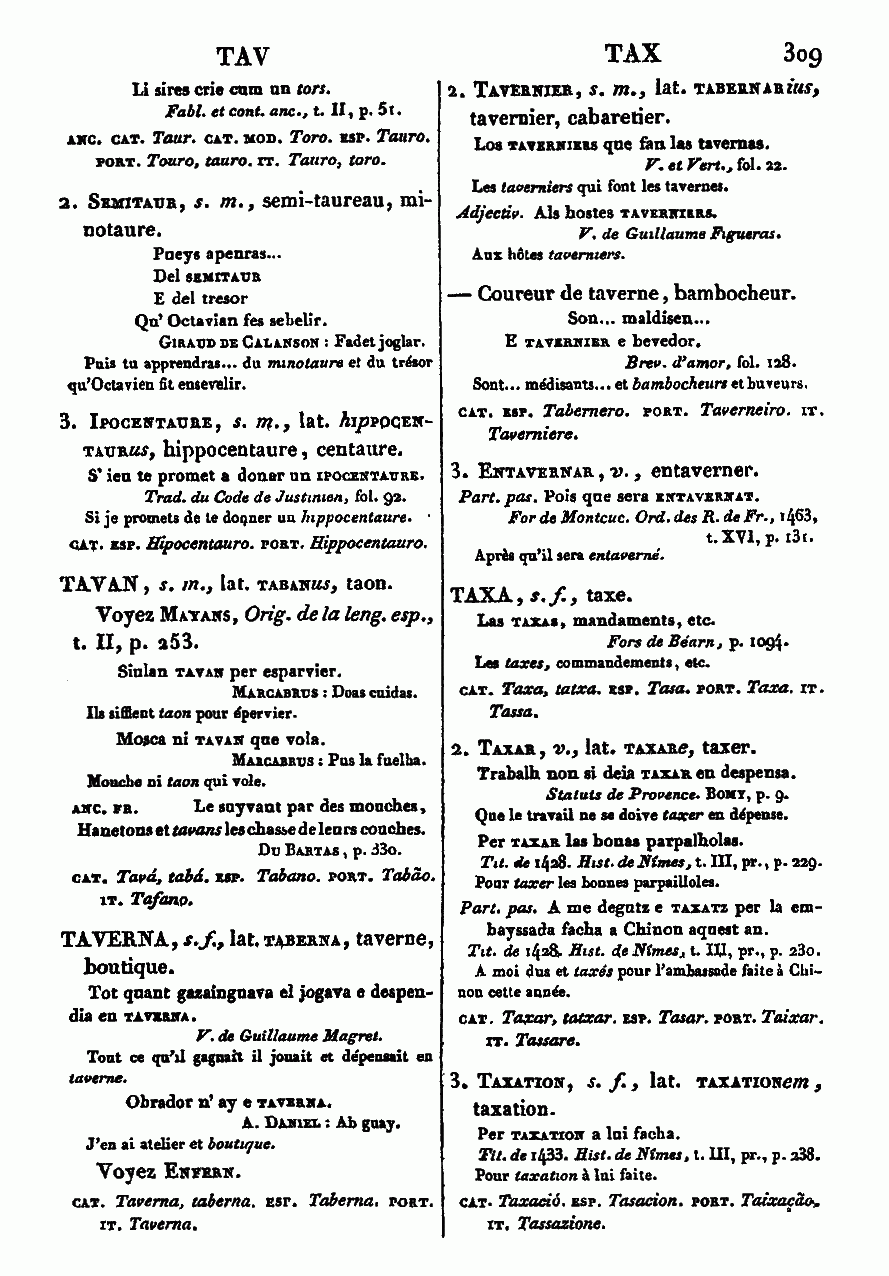 TAV
TAX 309
Li sires crie cum un tors.
Fabl. et cont. anc., t. II, p. 51.
ANC. CAT. Taur. CAT. MOD. Toro. ESP. Tauro.
PORT. Touro, tauro. IT. Tauro, toro.
2. SEMITAUR, s. m., semi-taureau, mi-
notaure.
Pueys apenras...
Del SEMITAUR
E del tresor
Qu' Octavian fes sebelir.
GIRAUD DE CALANSON : Fadet joglar.
Puis tu apprendras... du minotaure et du trésor
qu'Octavien fit ensevelir.
3. IPOCENTAURE, s. m., lat. hipPOCEN-
TAURus, hippocentaure, centaure.
S' ieu te promet a doner un IPOCENTAURE.
Trad. du Code de Justinien, fol. 92.
Si je promets de te donner un hippocentaure.
CAT. ESP. Hipocentauro. PORT. Hippocentauro.
TAVAN, s. m., lat. TABANus, taon.
Voyez MAYANS, Orig. de la leng. esp.,
t. II, p. 253.
Siulan TAVAN per esparvier.
MARCABRUS : Doas cuidas.
Ils sifflent taon pour épervier.
Mosca ni TAVAN que vola.
MARCABRUS : Pus la fuelha.
Mouche ni taon qui vole.
ANC. FR. Le suyvant par des mouches,
Hanetons et tavans les chasse de leurs couches.
DU BARTAS, p. 330.
CAT. Tavá, tabá. ESP. Tabano. PORT. Tabão.
IT. Tafano.
TAVERNA, s. f., lat. TABERNA, taverne,
boutique.
Tot quant gazaingnava el jogava e despen-
dia en TAVERNA.
V. de Guillaume Magret.
Tout ce qu'il gagnait il jouait et dépensait en
taverne.
Obrador n' ay e TAVERNA.
A. DANIEL : Ab guay.
J'en ai atelier et boutique.
Voyez ENFERN.
CAT. Taverna, taberna. ESP. Taberna. PORT.
IT. Taverna.
2. TAVERNIER, s. m., lat. TABERNARius,
tavernier, cabaretier.
Los TAVERNIERS que fan las tavernas.
V. et Vert., fol. 22.
Les taverniers qui font les tavernes.
Adjectiv. Als hostes TAVERNIERS.
V. de Guillaume Figueras.
Aux hôtes taverniers.
— Coureur de taverne, bambocheur.
Son... maldisen...
E TAVERNIER e bevedor.
Brev. d'amor, fol. 128.
Sont... médisants... et bambocheurs et buveurs.
CAT. ESP. Tabernero. PORT. Taverneiro. IT.
Taverniere.
3. ENTAVERNAR, v., entaverner.
Part. pas. Pois que sera ENTAVERNAT.
For de Montcuc. Ord. des R. de Fr., 1463,
t. XVI, p. 131.
Après qu'il sera entaverné.
TAXA, s. f., taxe.
Las TAXAS, mandaments, etc.
Fors de Béarn, p. 1094.
Les taxes, commandements, etc.
CAT. Taxa, tatxa. ESP. Tasa. PORT. Taxa. IT.
Tassa.
2. TAXAR, v., lat. TAXARe, taxer.
Trabalh non si deia TAXAR en despensa.
Statuts de Provence. BOMY, p. 9.
Que le travail ne se doive taxer en dépense.
Per TAXAR las bonas parpalholas.
Tit. de 1428. Hist. de Nîmes, t. III, pr., p. 229.
Pour taxer les bonnes parpailloles.
Part. pas. A me degutz e TAXATZ per la em-
bayssada facha a Chinon aquest an.
Tit. de 1428. Hist. de Nîmes, t. III, pr., p. 230.
A moi dus et taxés pour l'ambassade faite à Chi-
non cette année.
CAT. Taxar, tatxar. ESP. Tasar. PORT. Taixar.
IT. Tassare.
3. TAXATION, s. f., lat. TAXATIONem,
taxation.
Per TAXATION a lui facha.
Tit. de 1433. Hist. de Nîmes, t. III, pr., p. 238.
Pour taxation à lui faite.
CAT. Taxació. ESP. Tasacion. PORT. Taixação.
IT. Tassazione.